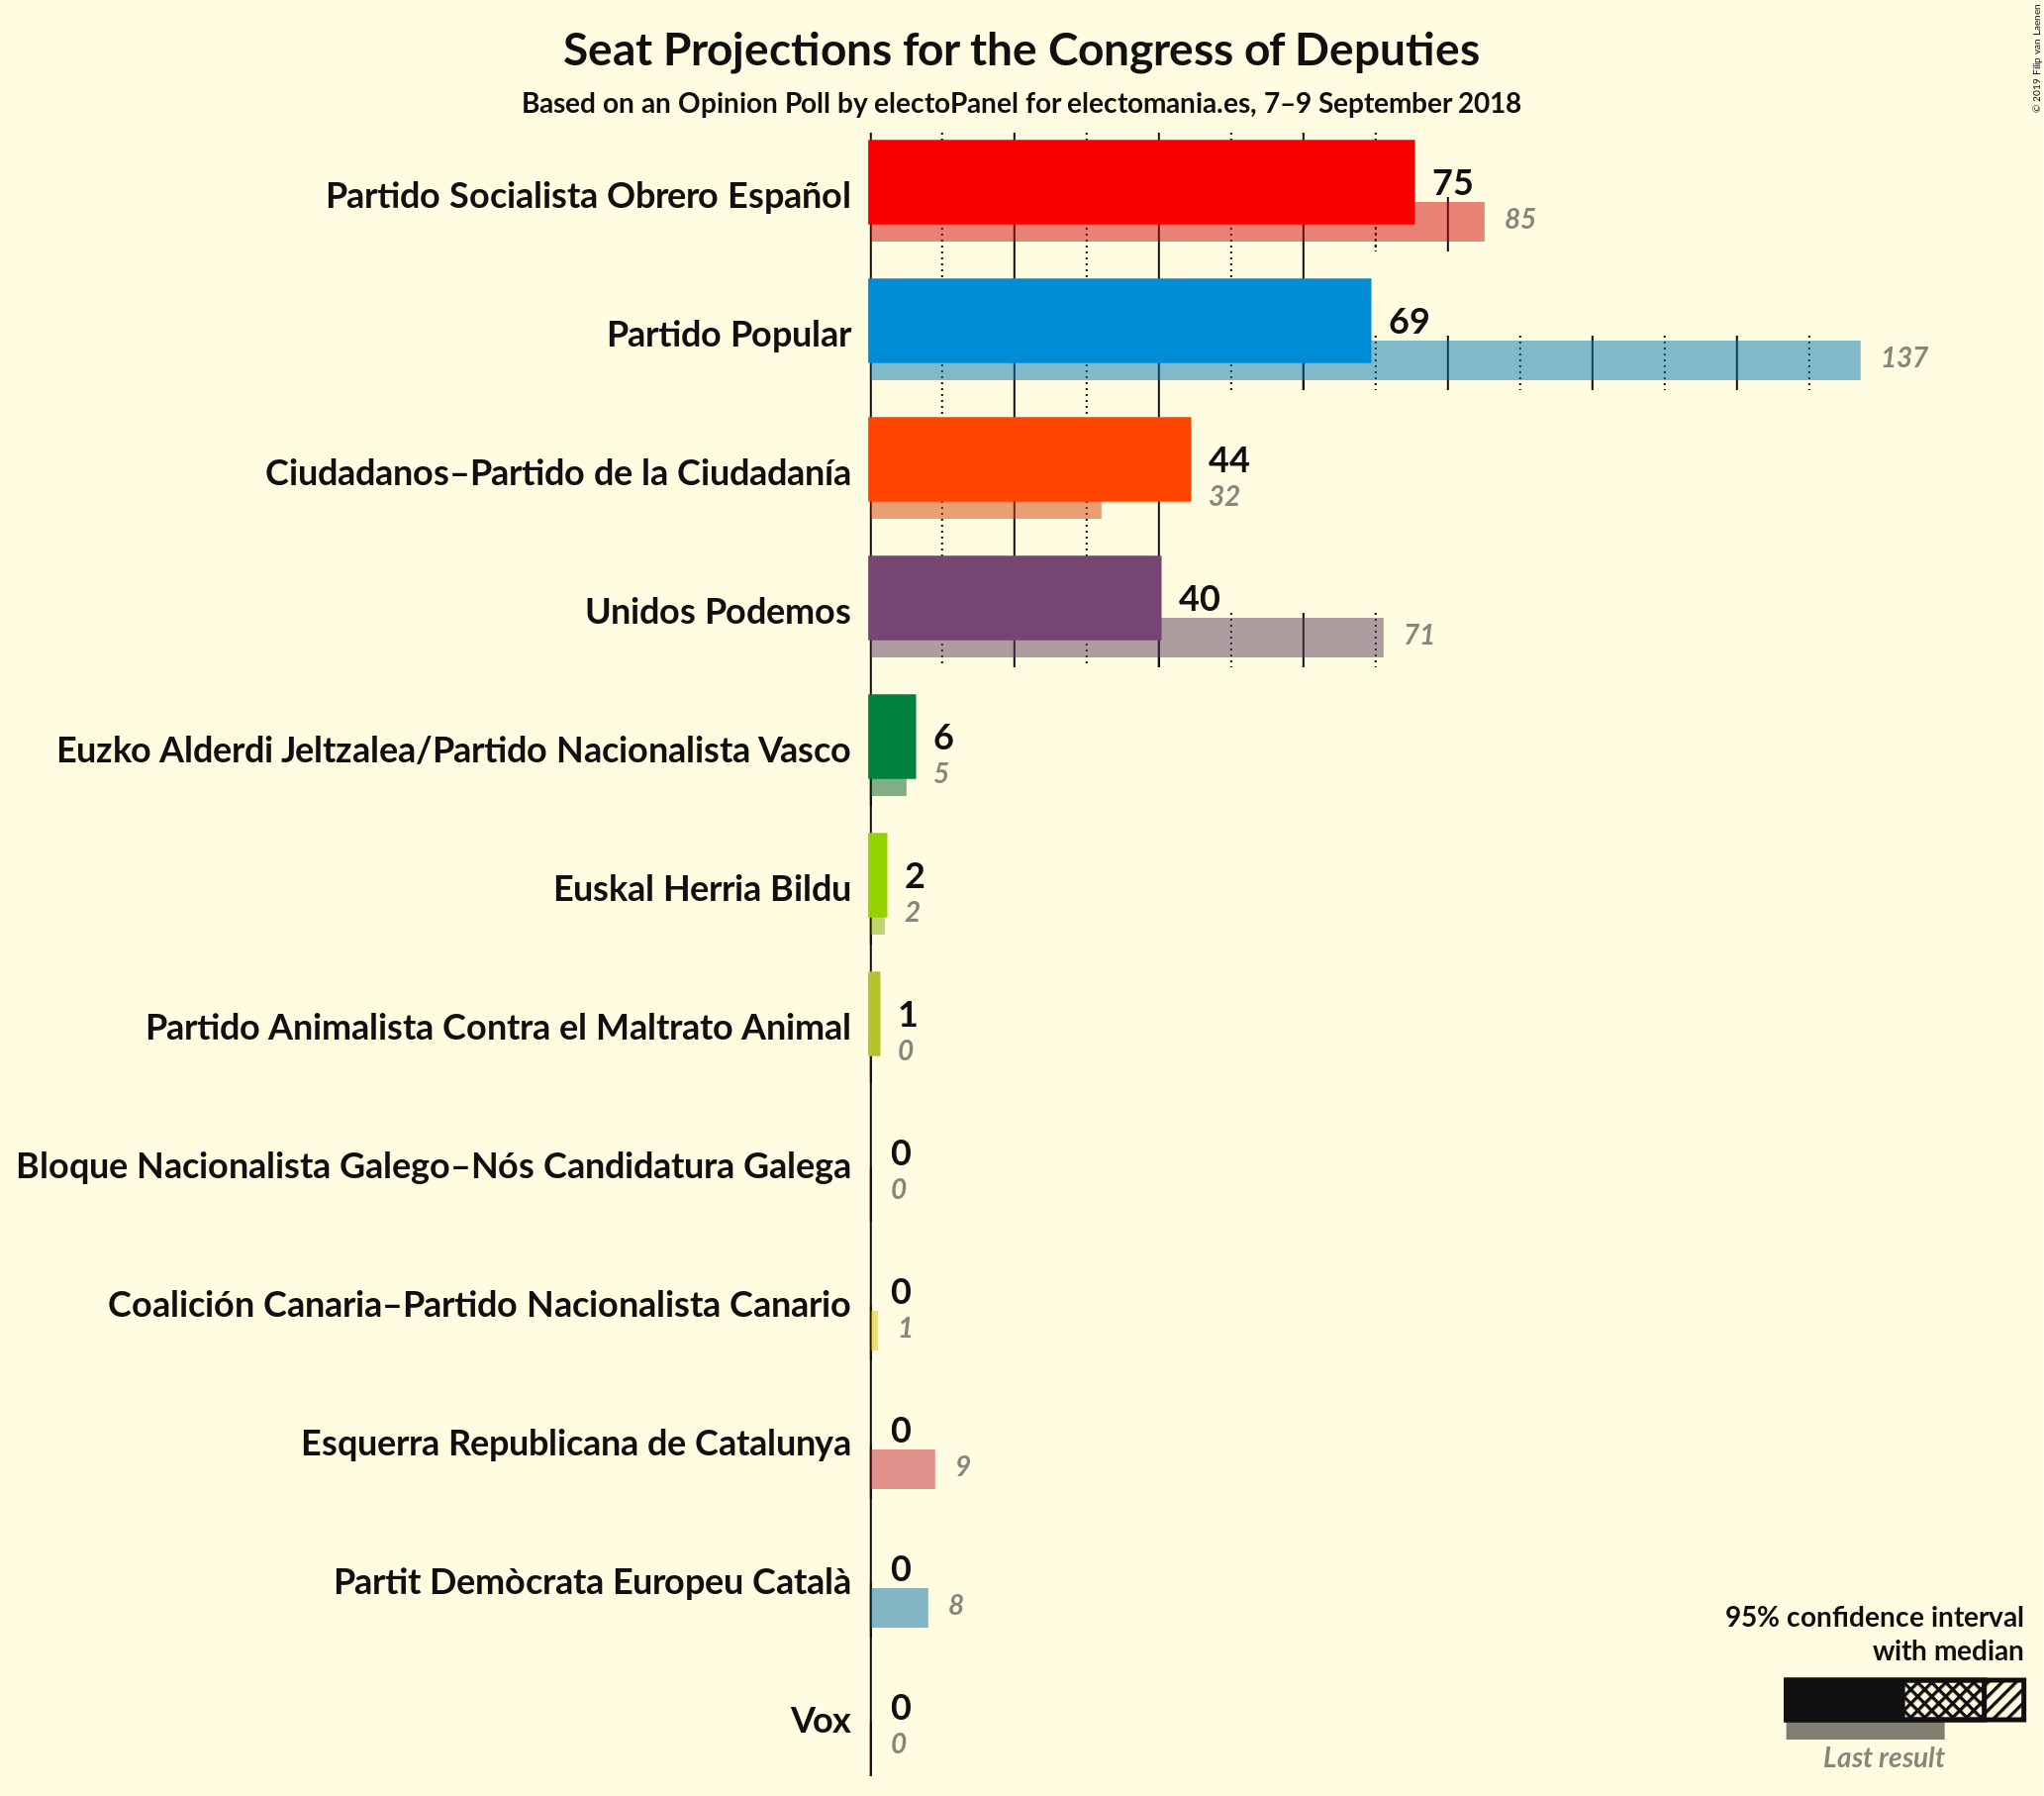 Seat Projections for the Congress of Deputies
Based on an Opinion Poll by electoPanel for electomania.es, 7–9 September 2018
© 2019 Filip van Laenen
Partido Socialista Obrero Español
75
85
Partido Popular
69
137
Ciudadanos–Partido de la Ciudadanía
44
32
Unidos Podemos
40
71
Euzko Alderdi Jeltzalea/Partido Nacionalista Vasco
6
5
Euskal Herria Bildu
2
2
Partido Animalista Contra el Maltrato Animal
1
0
Bloque Nacionalista Galego–Nós Candidatura Galega
0
0
Coalición Canaria–Partido Nacionalista Canario
0
1
Esquerra Republicana de Catalunya
0
9
Partit Demòcrata Europeu Català
0
8
Vox
0
0
95% confidence interval
with median
Last result